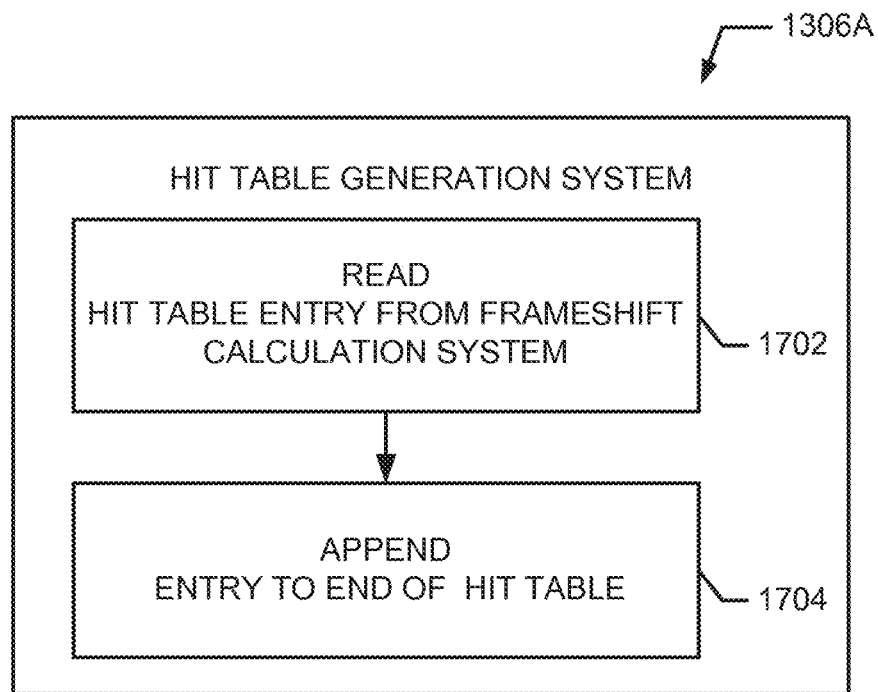 1306A
HIT TABLE GENERATION SYSTEM
READ
HIT TABLE ENTRY FROM FRAMESHIFT
CALCULATION SYSTEM
1702
APPEND
ENTRY TO END OF HIT TABLE
1704